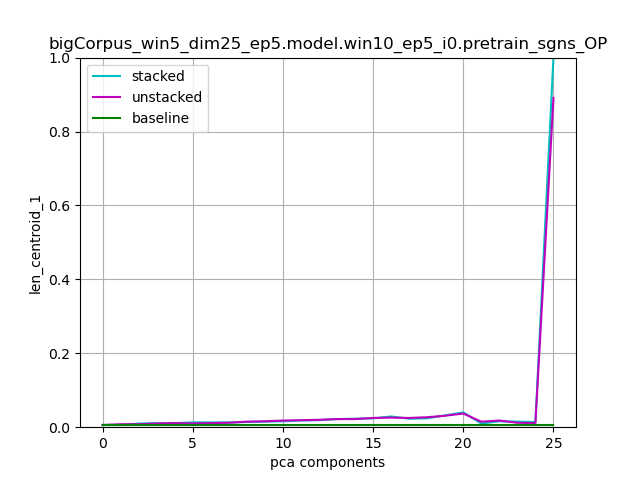 bigCorpus_win5_dim25_ep5.model.win10_ep5_i0.pretrain_sgns_OP
stacked
unstacked
baseline
1.0
0.8
0.6
0.4
0.2
0.0
len_centroid_1
0 5 10 15 20 25
pca components